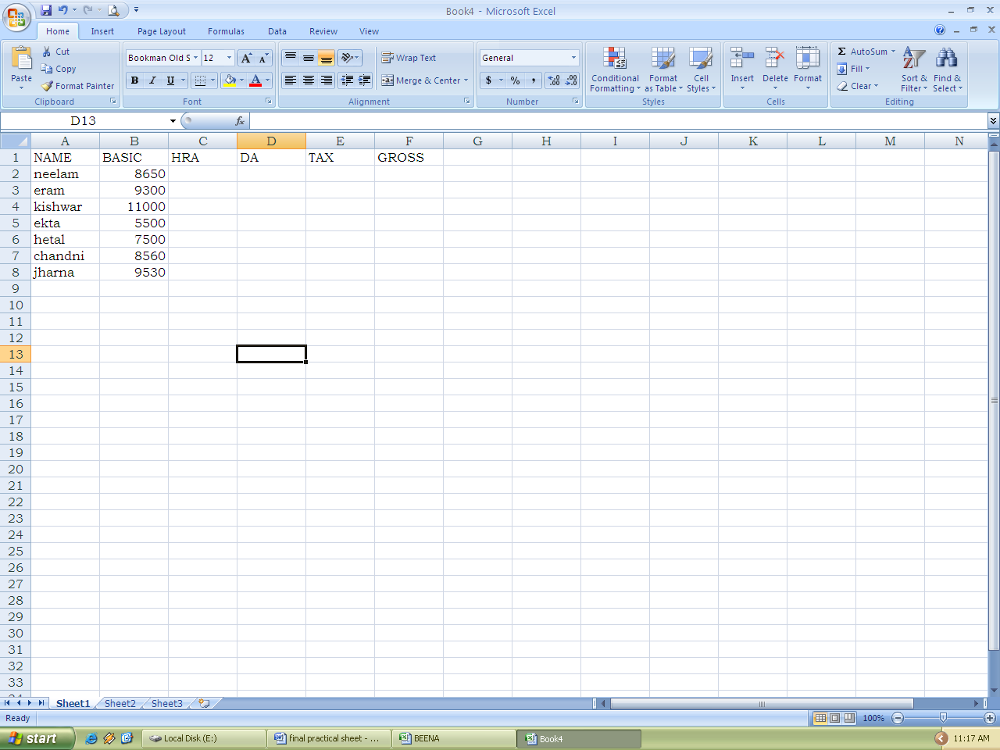 Book4 - Microsoft Excel
Home Insert Page Layout Formulas Data Review View
Paste Cut Copy Format Painter Clipboard
Bookman Old S 12 A A B I U A Font
Wrap Text Merge & Center Alignment
General $ % , .00 .00 Number
Conditional Formatting Format as Table Cell Styles Styles
Insert Delete Format Cells
Σ AutoSum Fill Clear Sort & Filter Find & Select Editing
D13 fx
A B C D E F G H I J K L M N
1 NAME BASIC HRA DA TAX GROSS
2 neelam 8650
3 eram 9300
4 kishwar 11000
5 ekta 5500
6 hetal 7500
7 chandni 8560
8 jharna 9530
9
10
11
12
13
14
15
16
17
18
19
20
21
22
23
24
25
26
27
28
29
30
31
32
33
Sheet1 Sheet2 Sheet3
Ready 100%
start Local Disk (E:) final practical sheet - ... BEENA Book4 11:17 AM